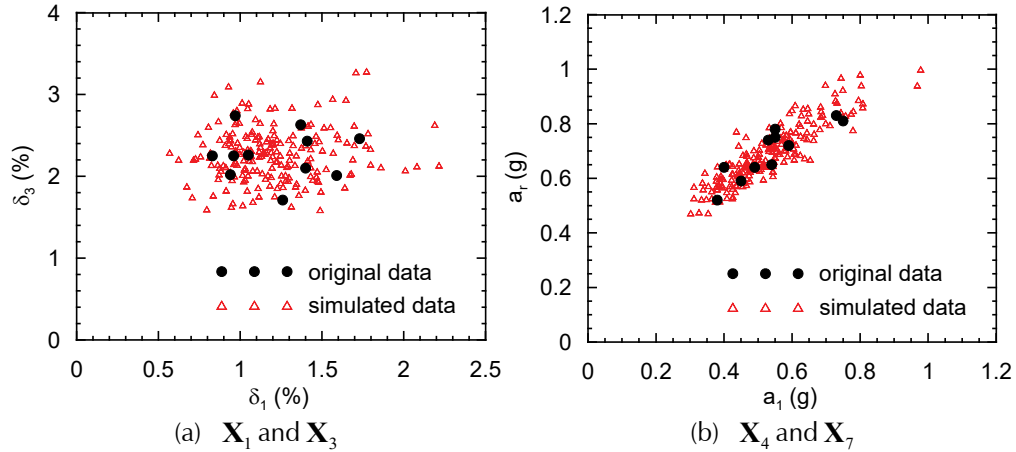 4
3
2
1
0
δ3 (%)
original data
simulated data
0 0.5 1 1.5 2 2.5
δ1 (%)
(a) X1 and X3
1.2
1
0.8
0.6
0.4
0.2
0
ar (g)
original data
simulated data
0 0.2 0.4 0.6 0.8 1 1.2
a1 (g)
(b) X4 and X7